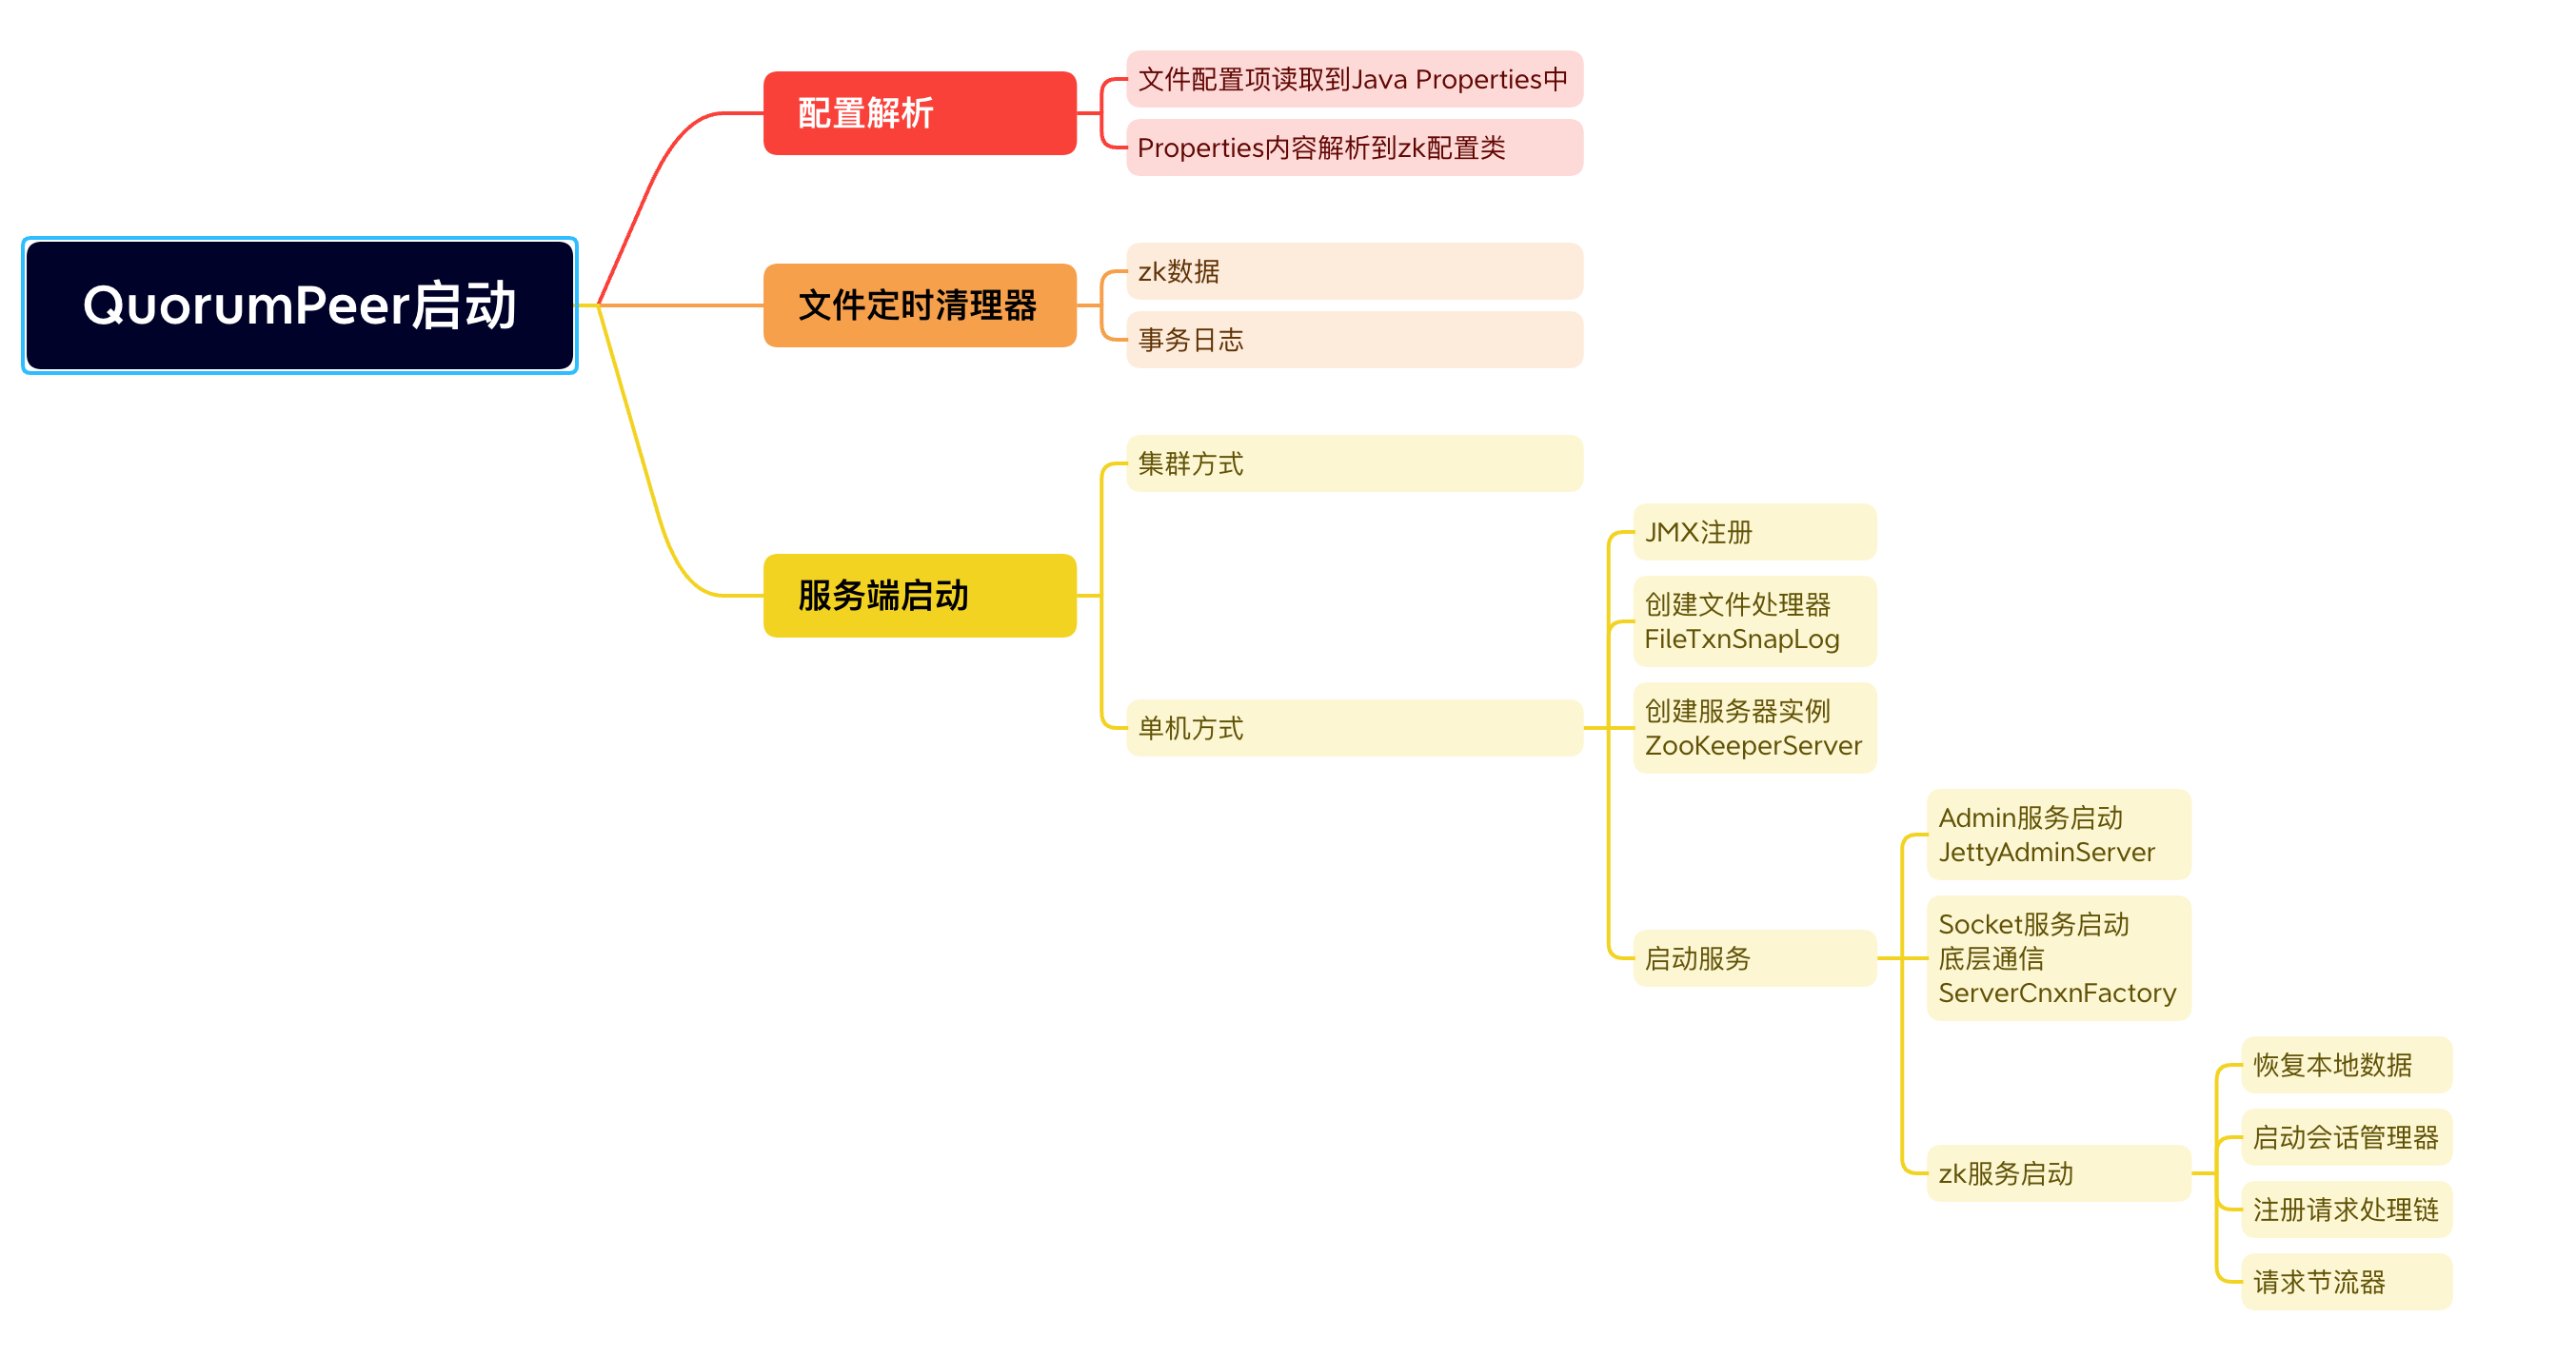 QuorumPeer启动
配置解析
文件配置项读取到Java Properties中
Properties内容解析到zk配置类
文件定时清理器
zk数据
事务日志
服务端启动
集群方式
单机方式
JMX注册
创建文件处理器
FileTxnSnapLog
创建服务器实例
ZooKeeperServer
启动服务
Admin服务启动
JettyAdminServer
Socket服务启动
底层通信
ServerCnxnFactory
zk服务启动
恢复本地数据
启动会话管理器
注册请求处理链
请求节流器